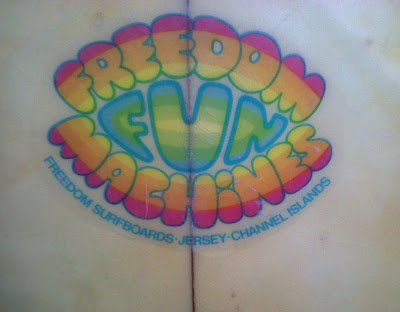 FREEDOM
FUN
MACHINES
FREEDOM SURFBOARDS · JERSEY · CHANNEL ISLANDS